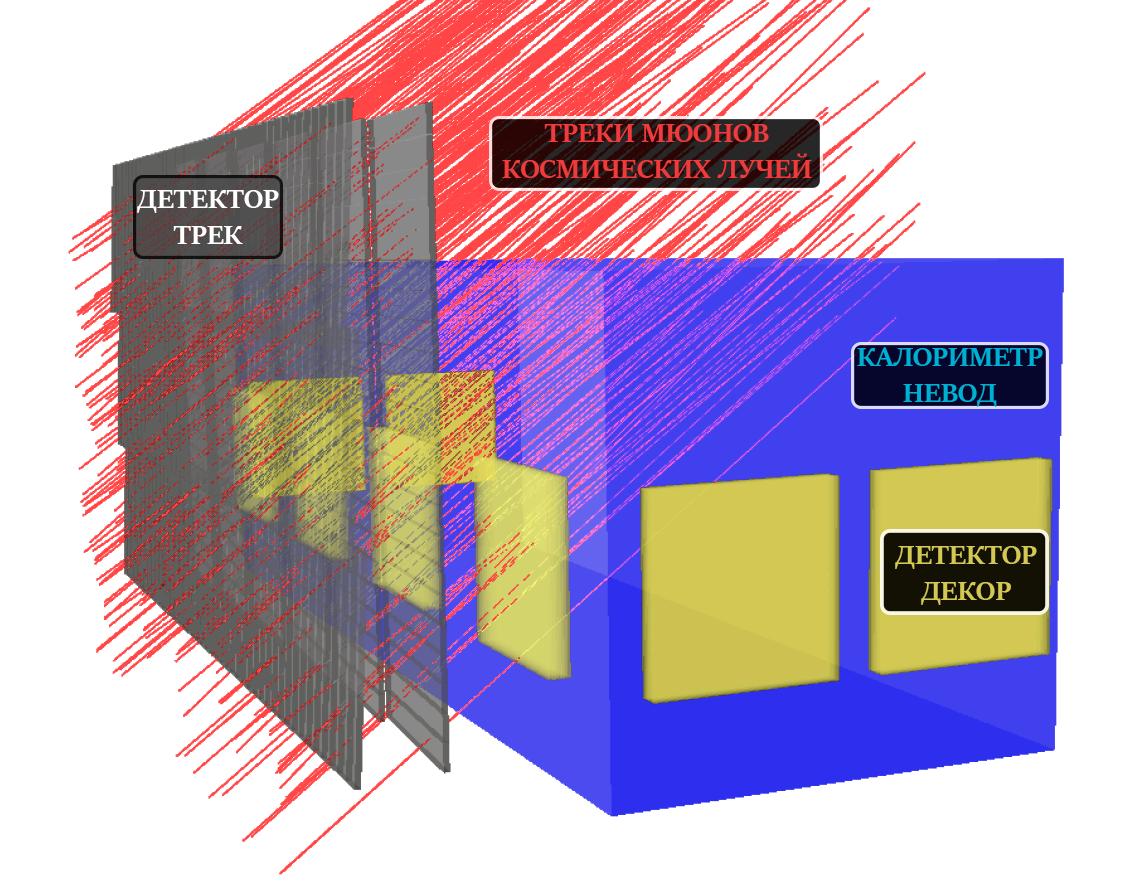 ТРЕКИ МЮОНОВ
КОСМИЧЕСКИХ ЛУЧЕЙ
ДЕТЕКТОР
ТРЕК
КАЛОРИМЕТР
НЕВОД
ДЕТЕКТОР
ДЕКОР